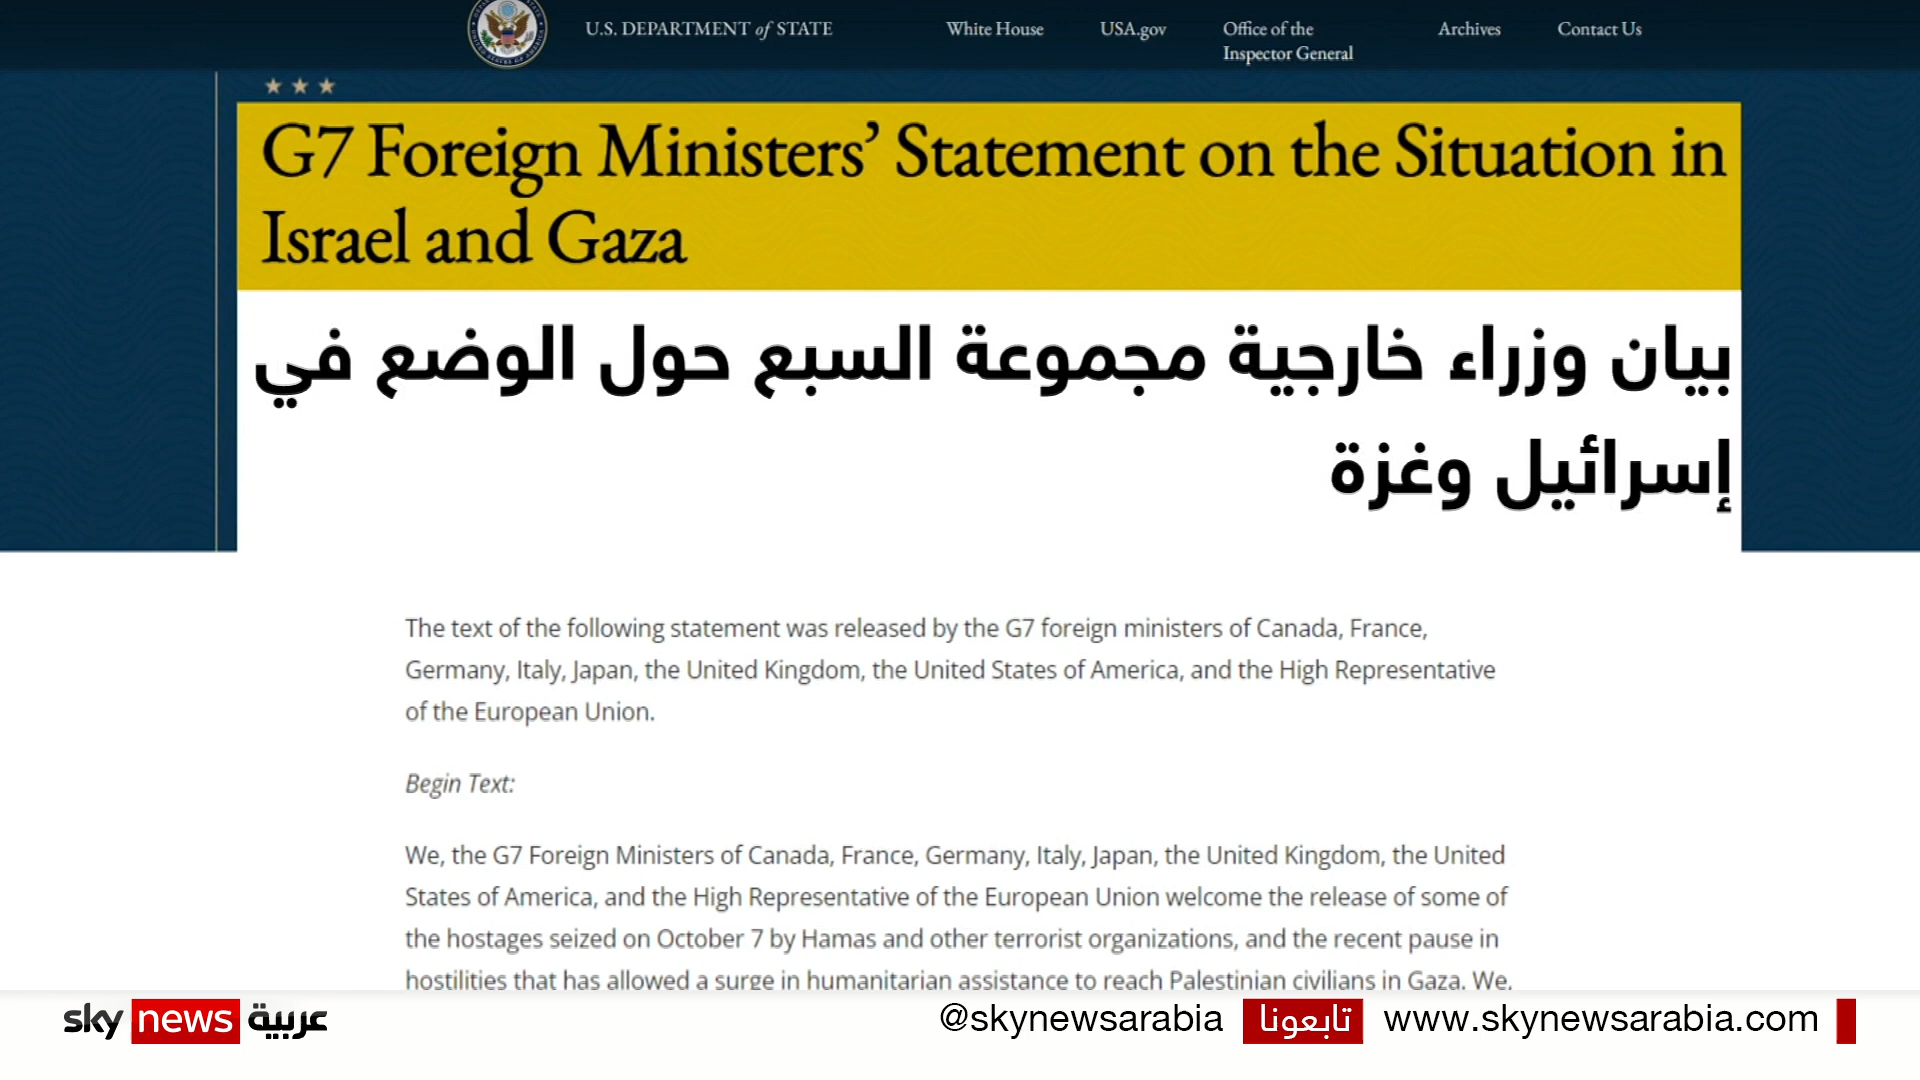 U.S. DEPARTMENT of STATE
White House
USA.gov
Office of the
Inspector General
Archives
Contact Us
G7 Foreign Ministers’ Statement on the Situation in
Israel and Gaza
بيان وزراء خارجية مجموعة السبع حول الوضع في
إسرائيل وغزة
The text of the following statement was released by the G7 foreign ministers of Canada, France,
Germany, Italy, Japan, the United Kingdom, the United States of America, and the High Representative
of the European Union.
Begin Text:
We, the G7 Foreign Ministers of Canada, France, Germany, Italy, Japan, the United Kingdom, the United
States of America, and the High Representative of the European Union welcome the release of some of
the hostages seized on October 7 by Hamas and other terrorist organizations, and the recent pause in
hostilities that has allowed a surge in humanitarian assistance to reach Palestinian civilians in Gaza. We,
sky news عربية
@skynewsarabia
تابعونا
www.skynewsarabia.com